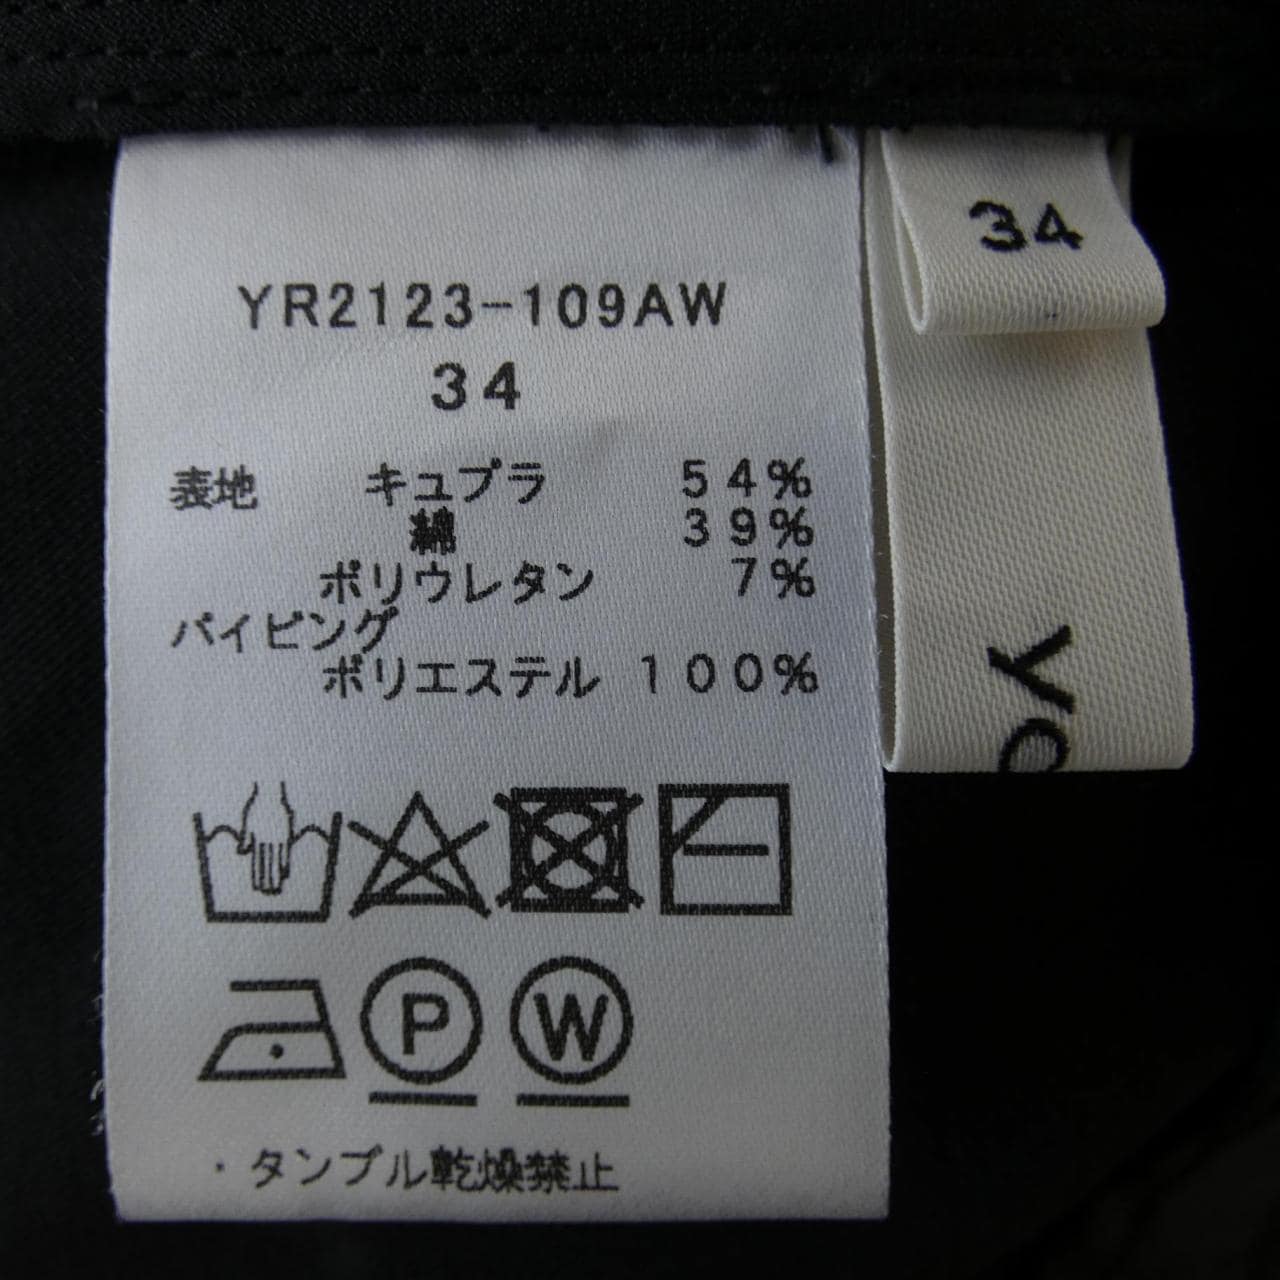 YR2123-109AW
34
表地 キュプラ 54%
綿 39%
ポリウレタン 7%
パイピング
ポリエステル 100%
P W
・タンブル乾燥禁止
34
YO